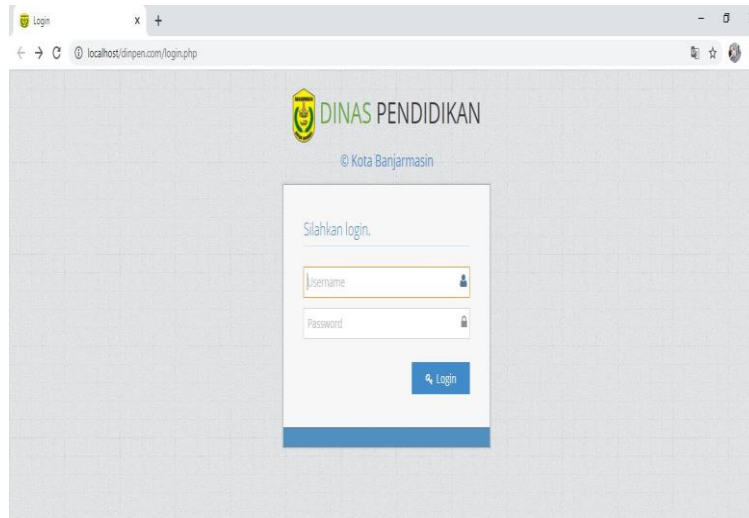 Login
localhost/dinpen.com/login.php
DINAS PENDIDIKAN
© Kota Banjarmasin
Silahkan login.
Username
Password
Login